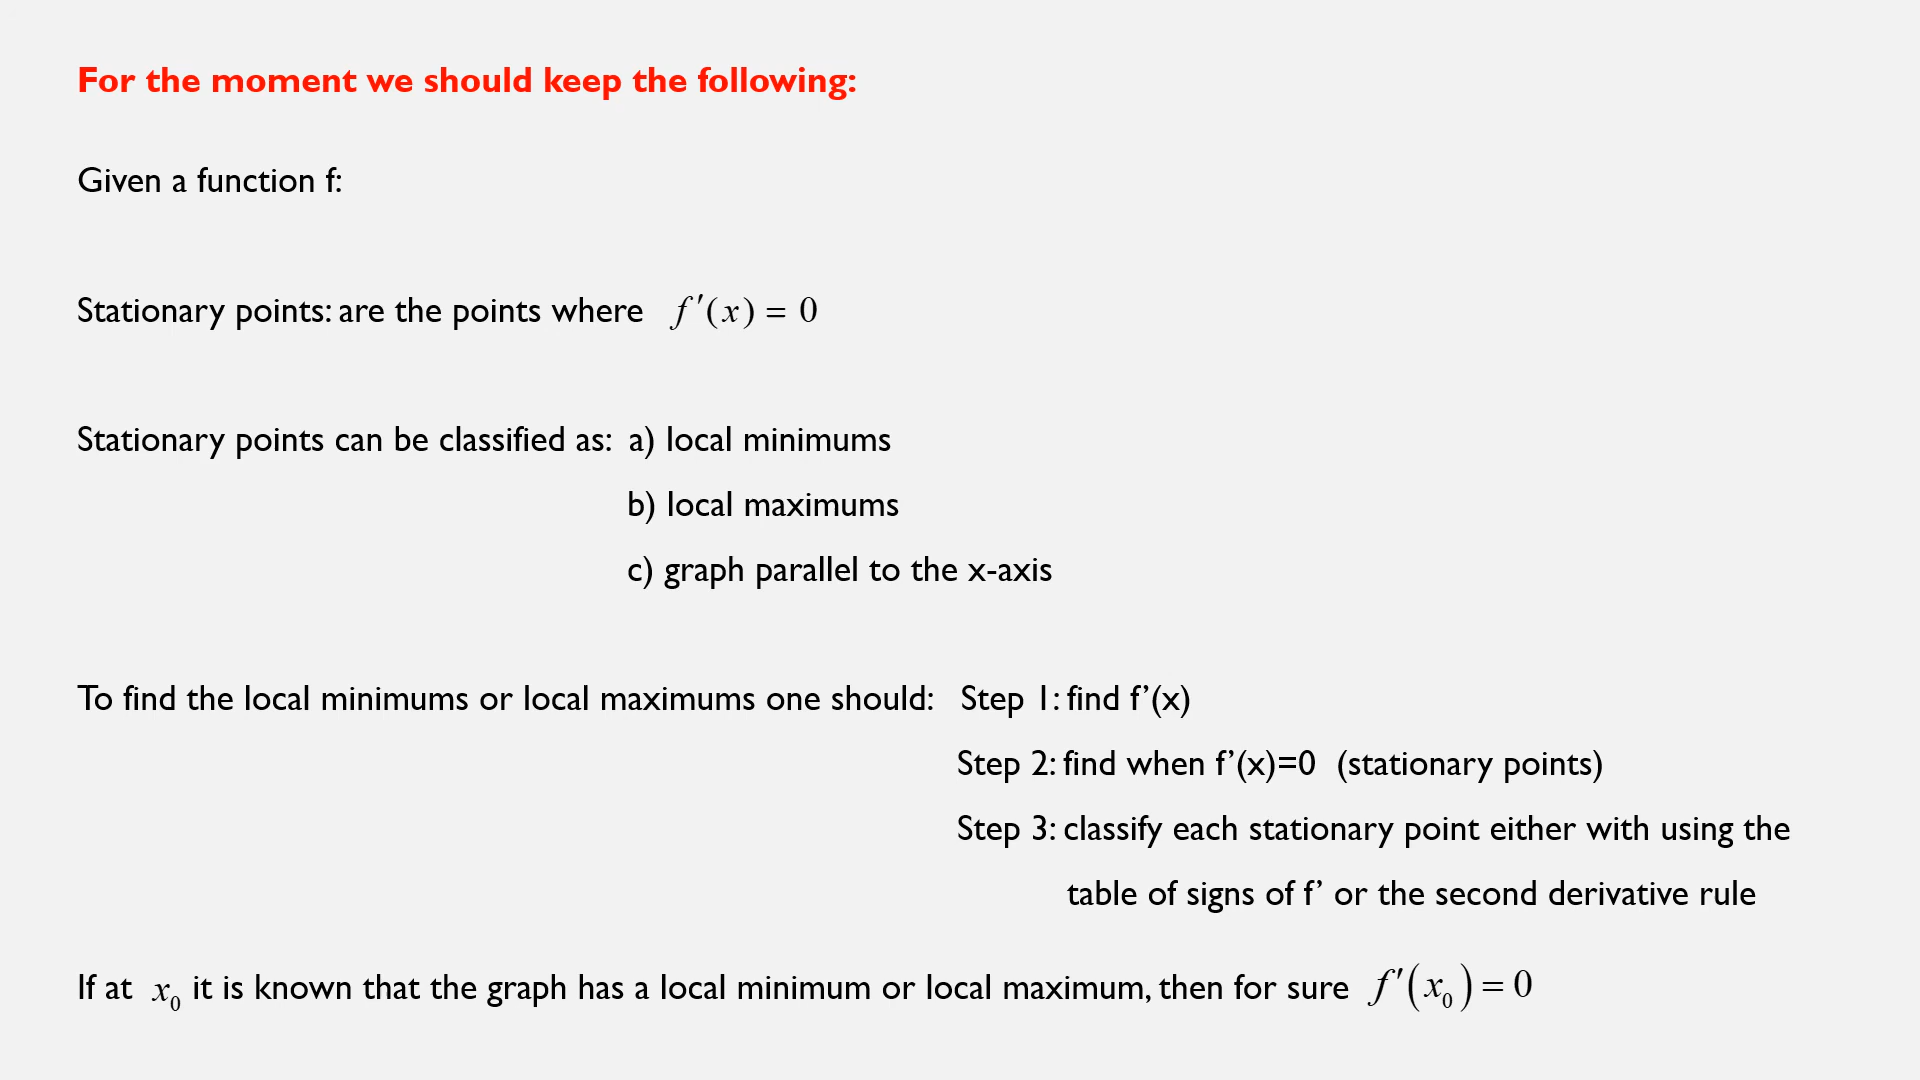 For the moment we should keep the following:
Given a function f:
Stationary points: are the points where f′(x) = 0
Stationary points can be classified as: a) local minimums
b) local maximums
c) graph parallel to the x-axis
To find the local minimums or local maximums one should: Step 1: find f’(x)
Step 2: find when f’(x)=0 (stationary points)
Step 3: classify each stationary point either with using the
table of signs of f’ or the second derivative rule
If at x₀ it is known that the graph has a local minimum or local maximum, then for sure f′(x₀) = 0